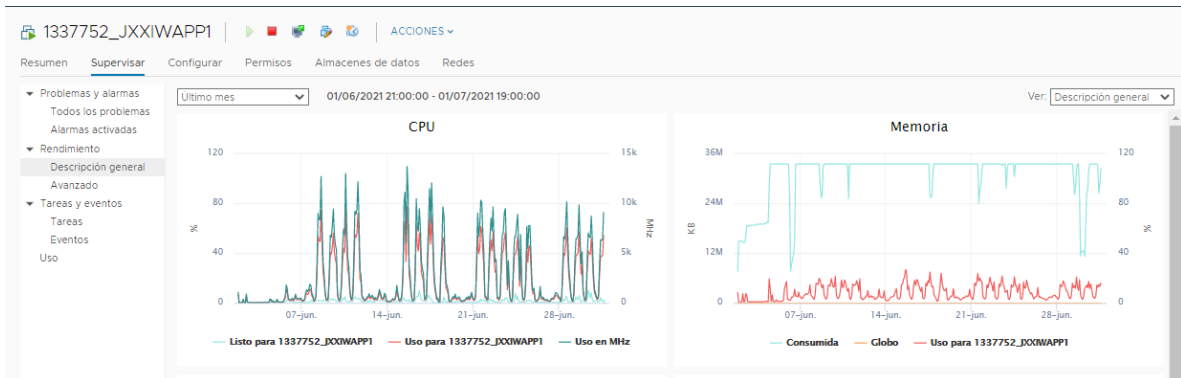 1337752_JXXIWAPP1
ACCIONES
Resumen Supervisar Configurar Permisos Almacenes de datos Redes
Problemas y alarmas
Todos los problemas
Alarmas activadas
Rendimiento
Descripción general
Avanzado
Tareas y eventos
Tareas
Eventos
Uso
Último mes 01/06/2021 21:00:00 - 01/07/2021 19:00:00 Ver: Descripción general
CPU
120 15k
80 10k
40 5k
0 0
% MHz
07-jun. 14-jun. 21-jun. 28-jun.
Listo para 1337752_JXXIWAPP1 Uso para 1337752_JXXIWAPP1 Uso en MHz
Memoria
36M 120
24M 80
12M 40
0 0
KB %
07-jun. 14-jun. 21-jun. 28-jun.
Consumida Globo Uso para 1337752_JXXIWAPP1